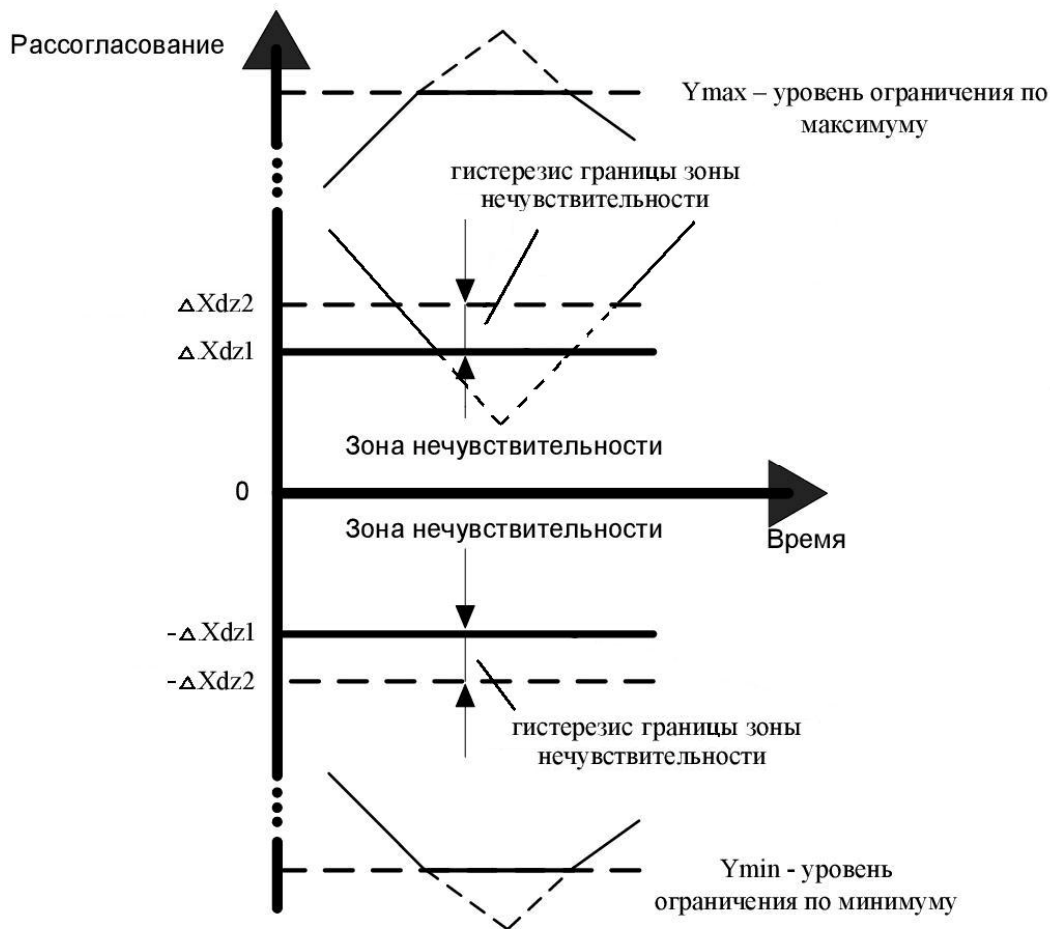 Рассогласование
Ymax – уровень ограничения по
максимуму
гистерезис границы зоны
нечувствительности
△Xdz2
△.Xdz1
Зона нечувствительности
0
Зона нечувствительности
Время
-△.Xdz1
-△Xdz2
гистерезис границы зоны
нечувствительности
Ymin - уровень
ограничения по минимуму